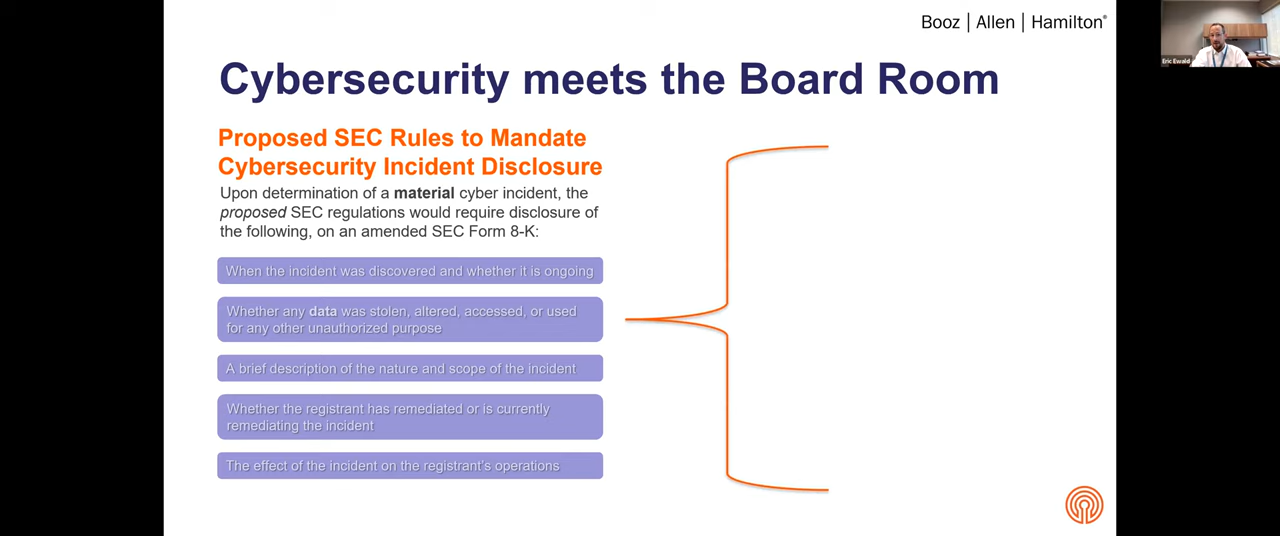 Booz | Allen | Hamilton®
Eric Ewald
Cybersecurity meets the Board Room
Proposed SEC Rules to Mandate
Cybersecurity Incident Disclosure
Upon determination of a material cyber incident, the
proposed SEC regulations would require disclosure of
the following, on an amended SEC Form 8-K:
When the incident was discovered and whether it is ongoing
Whether any data was stolen, altered, accessed, or used
for any other unauthorized purpose
A brief description of the nature and scope of the incident
Whether the registrant has remediated or is currently
remediating the incident
The effect of the incident on the registrant's operations